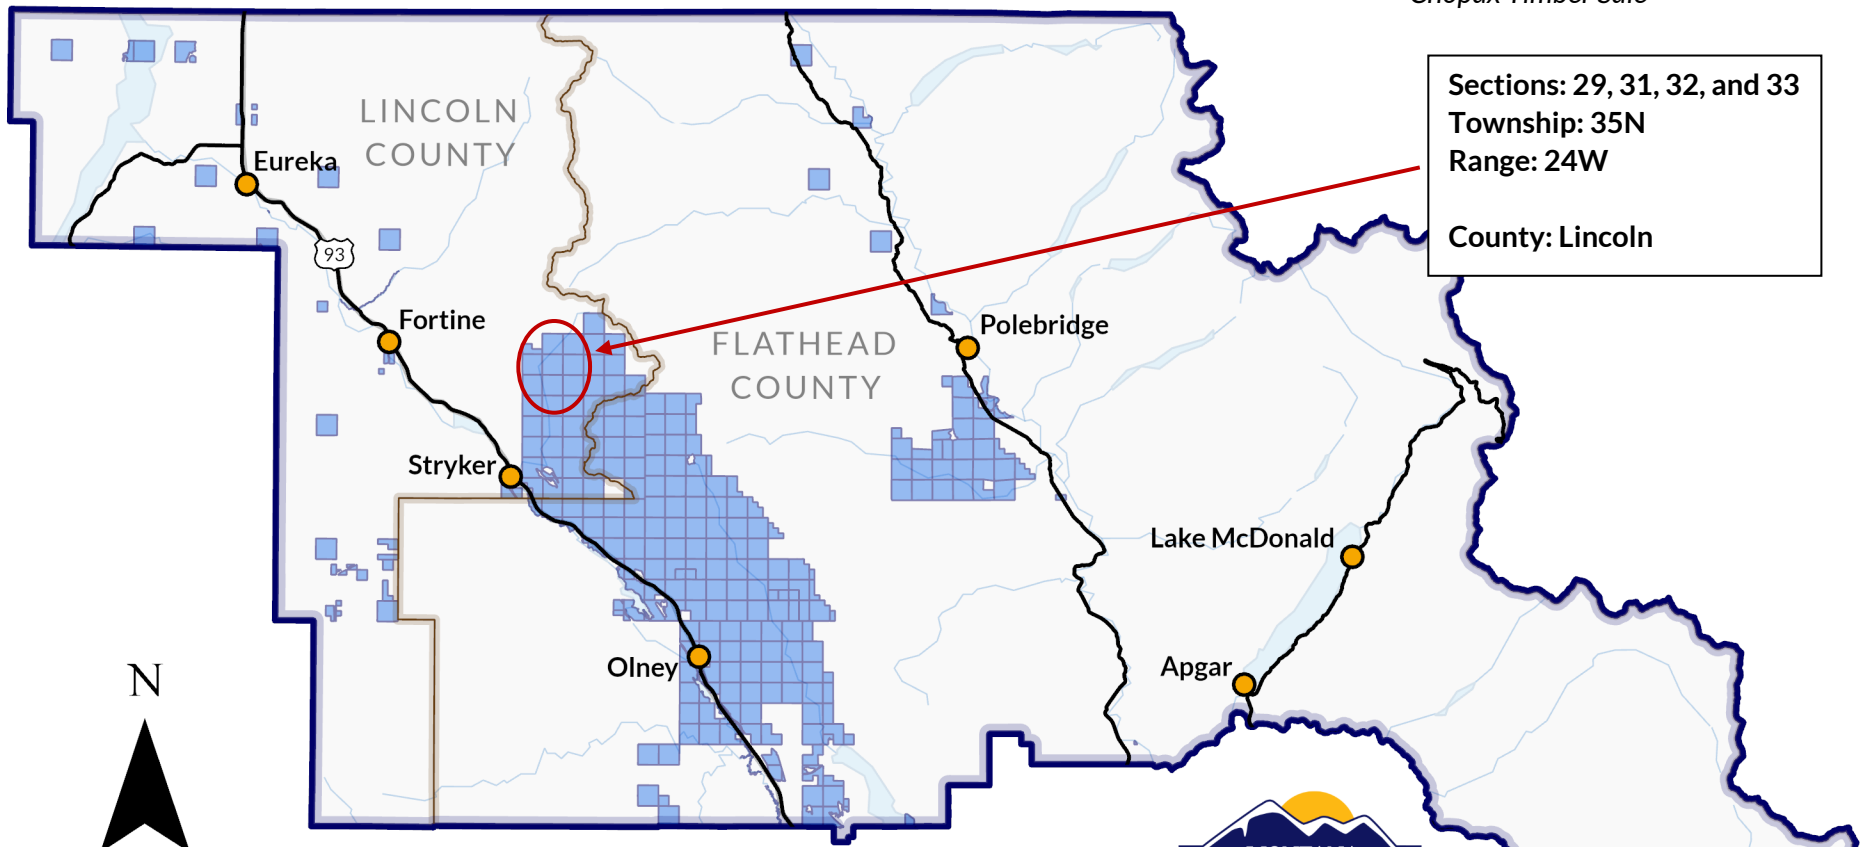 Sections: 29, 31, 32, and 33
Township: 35N
Range: 24W
County: Lincoln
LINCOLN
COUNTY
Eureka
93
Fortine
FLATHEAD
COUNTY
Polebridge
Stryker
Lake McDonald
Olney
Apgar
N